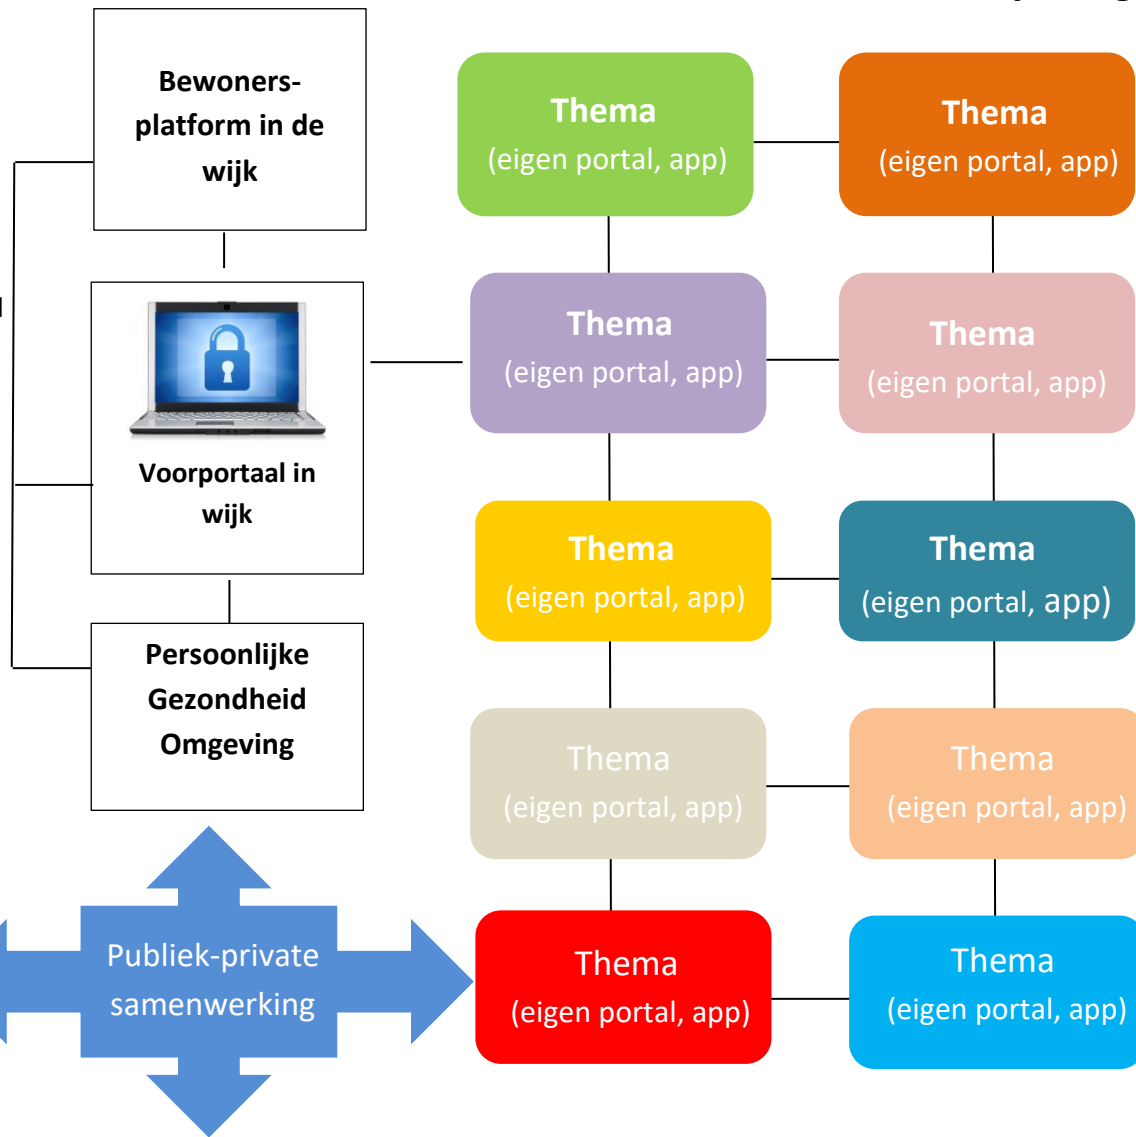 Bewoners-
platform in de
wijk
Voorportaal in
wijk
Persoonlijke
Gezondheid
Omgeving
Publiek-private
samenwerking
Thema
(eigen portal, app)
Thema
(eigen portal, app)
Thema
(eigen portal, app)
Thema
(eigen portal, app)
Thema
(eigen portal, app)
Thema
(eigen portal, app)
Thema
(eigen portal, app)
Thema
(eigen portal, app)
Thema
(eigen portal, app)
Thema
(eigen portal, app)